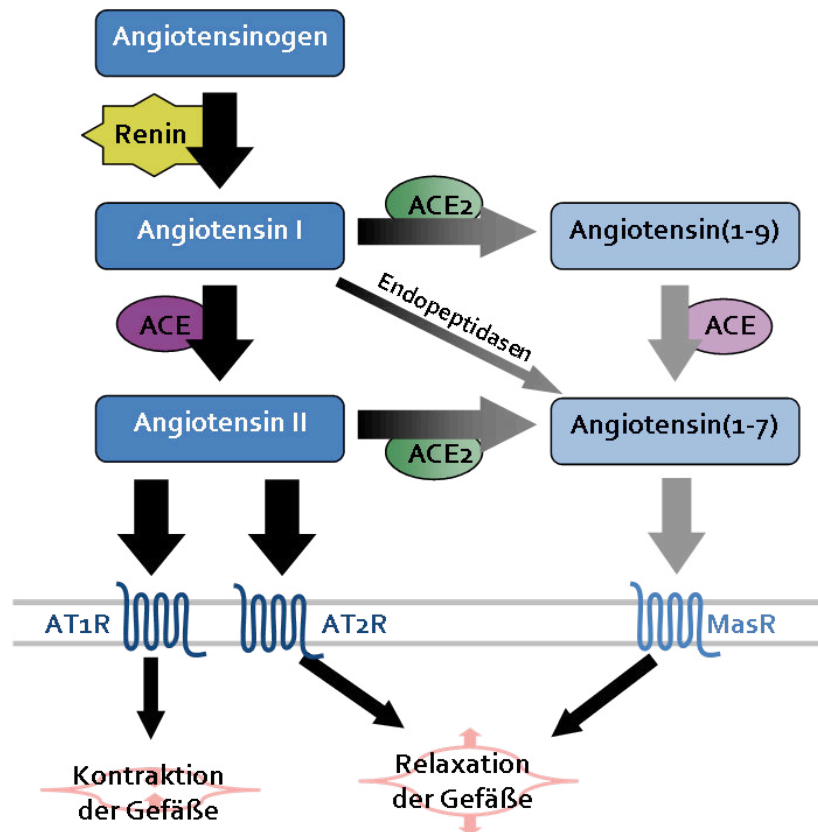 Angiotensinogen
Renin
Angiotensin I
ACE2
Angiotensin(1-9)
Endopeptidasen
ACE
ACE
Angiotensin II
ACE2
Angiotensin(1-7)
AT1R
AT2R
MasR
Kontraktion
der Gefäße
Relaxation
der Gefäße